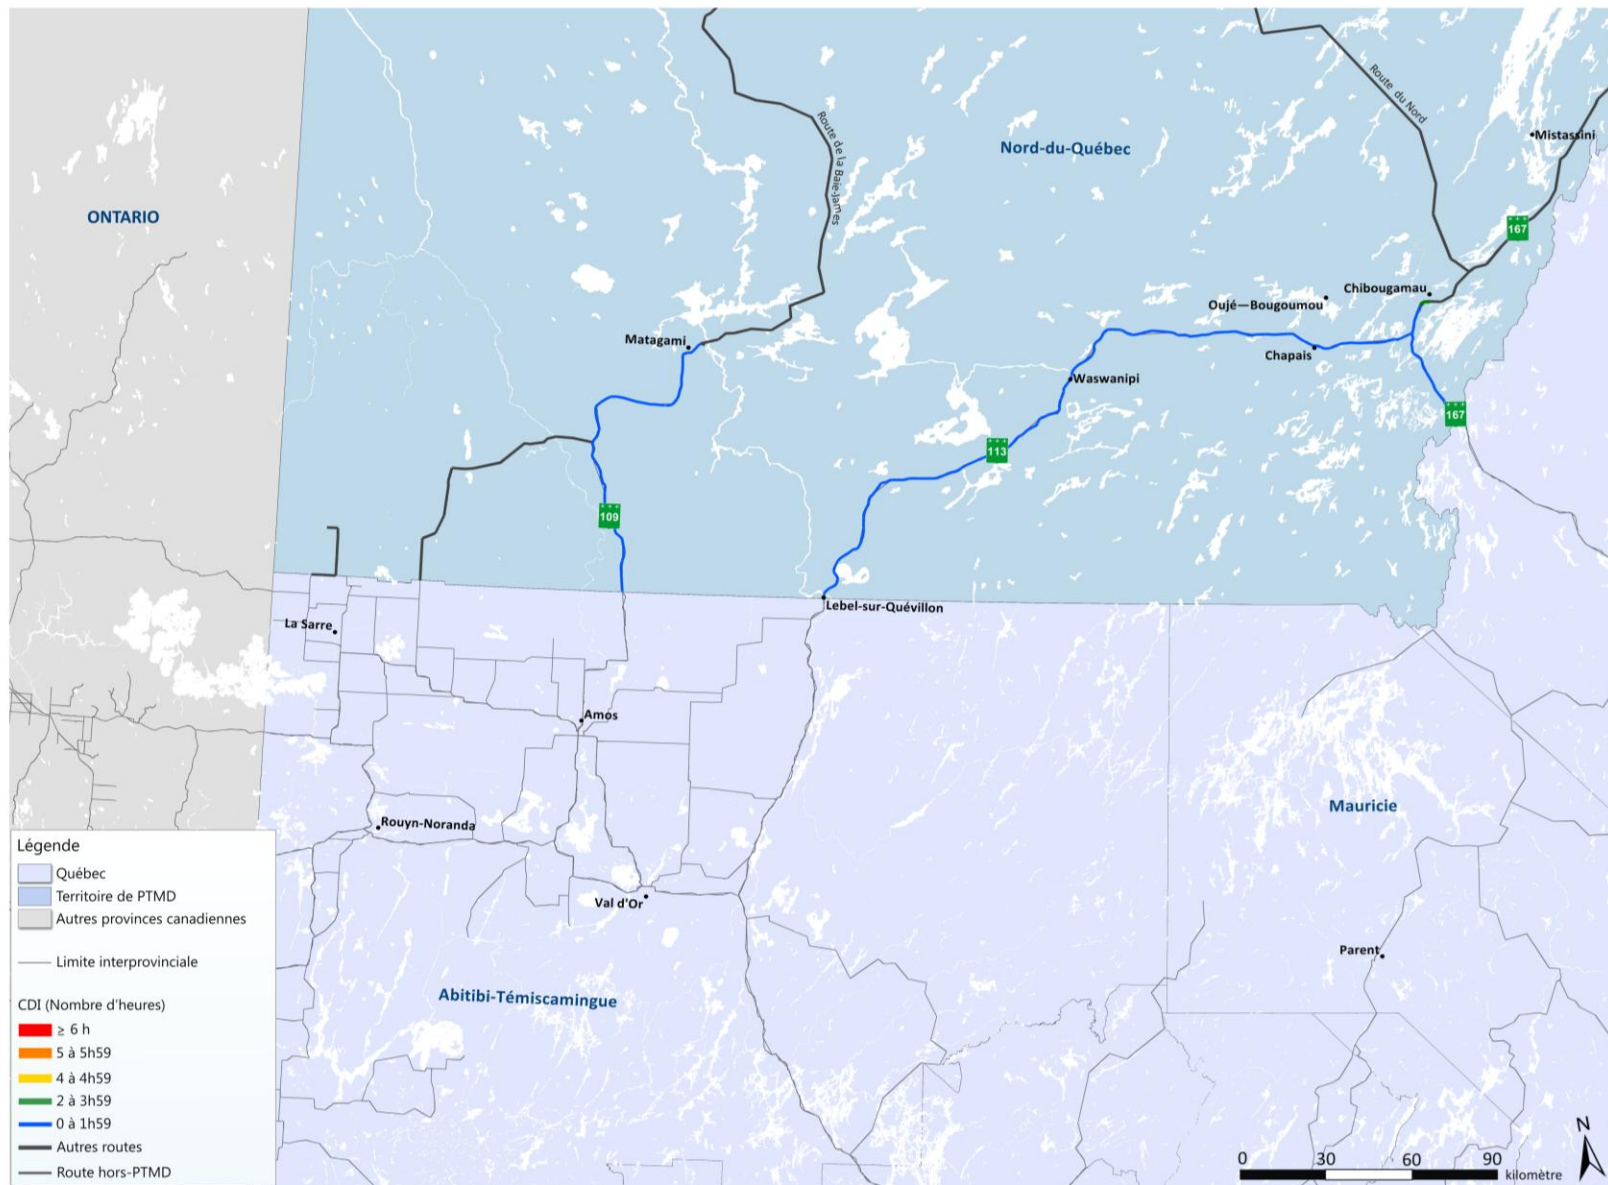 Route du Nord
Mistassini
Route de la Baie-James
Nord-du-Québec
ONTARIO
167
Chibougamau
Oujé—Bougoumou
Matagami
Chapais
Waswanipi
167
113
109
Lebel-sur-Quévillon
La Sarre
Amos
Mauricie
Rouyn-Noranda
Val d'Or
Parent
Abitibi-Témiscamingue
Légende
Québec
Territoire de PTMD
Autres provinces canadiennes
Limite interprovinciale
CDI (Nombre d'heures)
≥ 6 h
5 à 5h59
4 à 4h59
2 à 3h59
0 à 1h59
Autres routes
Route hors-PTMD
N
0 30 60 90
kilomètre